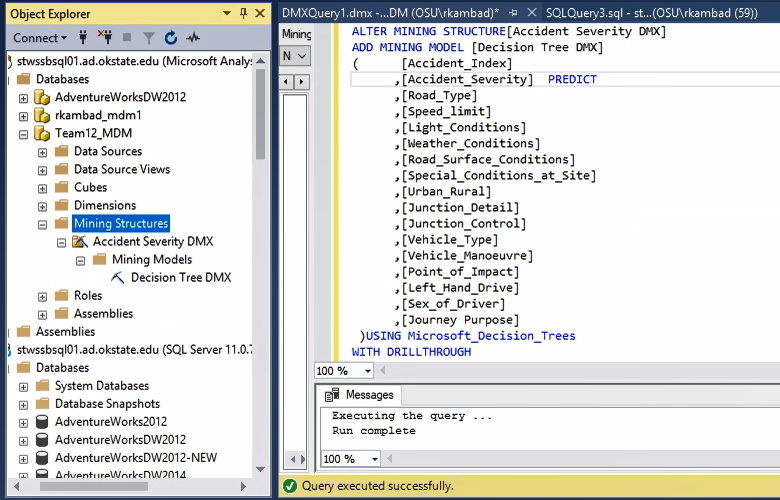 Object Explorer
Connect
stwssbsql01.ad.okstate.edu (Microsoft Analys
Databases
AdventureWorksDW2012
rkambad_mdm1
Team12_MDM
Data Sources
Data Source Views
Cubes
Dimensions
Mining Structures
Accident Severity DMX
Mining Models
Decision Tree DMX
Roles
Assemblies
Assemblies
stwssbsql01.ad.okstate.edu (SQL Server 11.0.7
Databases
System Databases
Database Snapshots
AdventureWorks2012
AdventureWorksDW2012
AdventureWorksDW2012-NEW
AdventureWorksDW2014
DMXQuery1.dmx -...DM (OSU\rkambad)*
SQLQuery3.sql - st...(OSU\rkambad (59))
Mining
N
ALTER MINING STRUCTURE[Accident Severity DMX]
ADD MINING MODEL [Decision Tree DMX]
( [Accident_Index]
,[Accident_Severity] PREDICT
,[Road_Type]
,[Speed_limit]
,[Light_Conditions]
,[Weather_Conditions]
,[Road_Surface_Conditions]
,[Special_Conditions_at_Site]
,[Urban_Rural]
,[Junction_Detail]
,[Junction_Control]
,[Vehicle_Type]
,[Vehicle_Manoeuvre]
,[Point_of_Impact]
,[Left_Hand_Drive]
,[Sex_of_Driver]
,[Journey Purpose]
)USING Microsoft_Decision_Trees
WITH DRILLTHROUGH
100 %
Messages
Executing the query ...
Run complete
100 %
Query executed successfully.